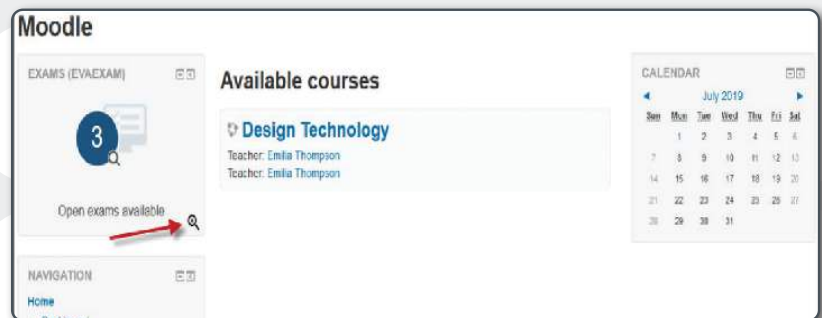 Moodle
EXAMS (EVAEXAM)
3
Open exams available
NAVIGATION
Home
Available courses
Design Technology
Teacher: Emilia Thompson
Teacher: Emilia Thompson
CALENDAR
July 2019
Sun Mon Tue Wed Thu Fri Sat
1 2 3 4 5 6
7 8 9 10 11 12 13
14 15 16 17 18 19 20
21 22 23 24 25 26 27
28 29 30 31